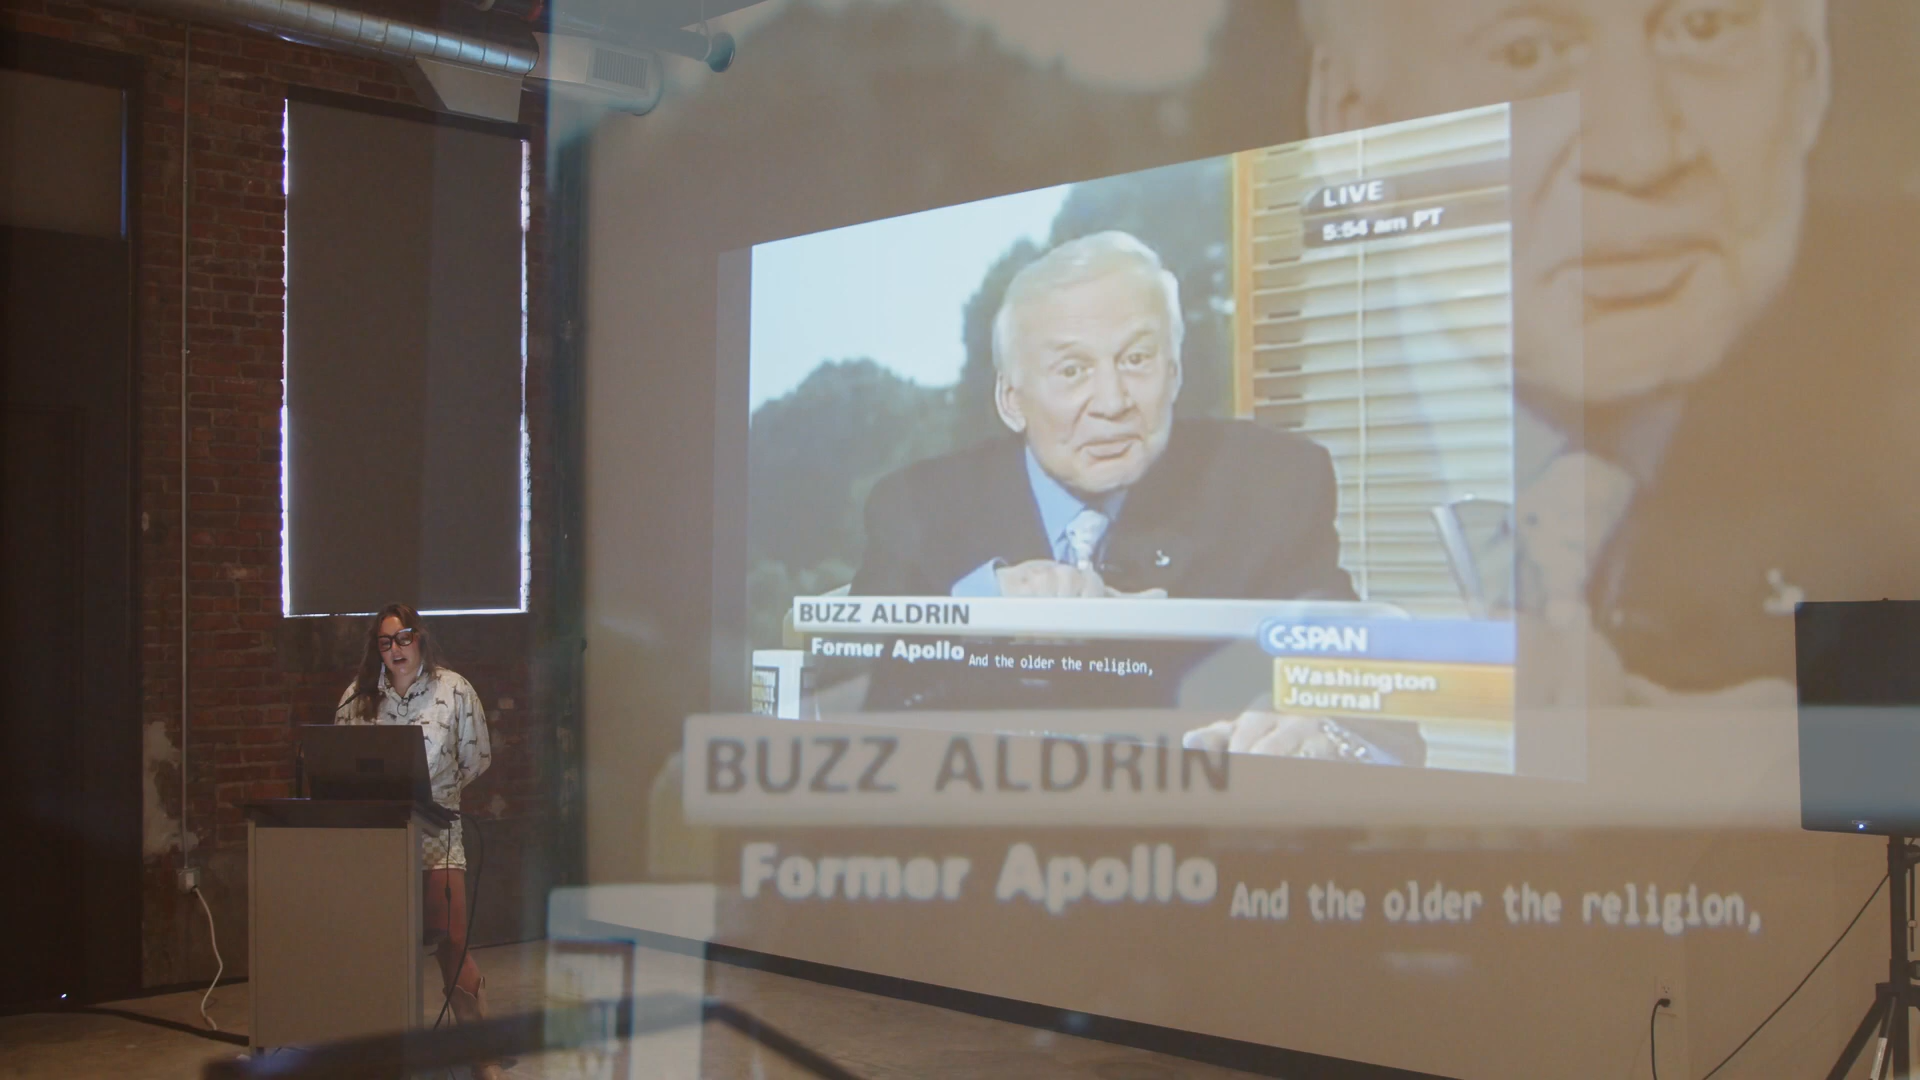 LIVE
5:54 am PT
BUZZ ALDRIN
Former Apollo
And the older the religion,
C-SPAN
Washington
Journal
BUZZ ALDRIN
Former Apollo
And the older the religion,